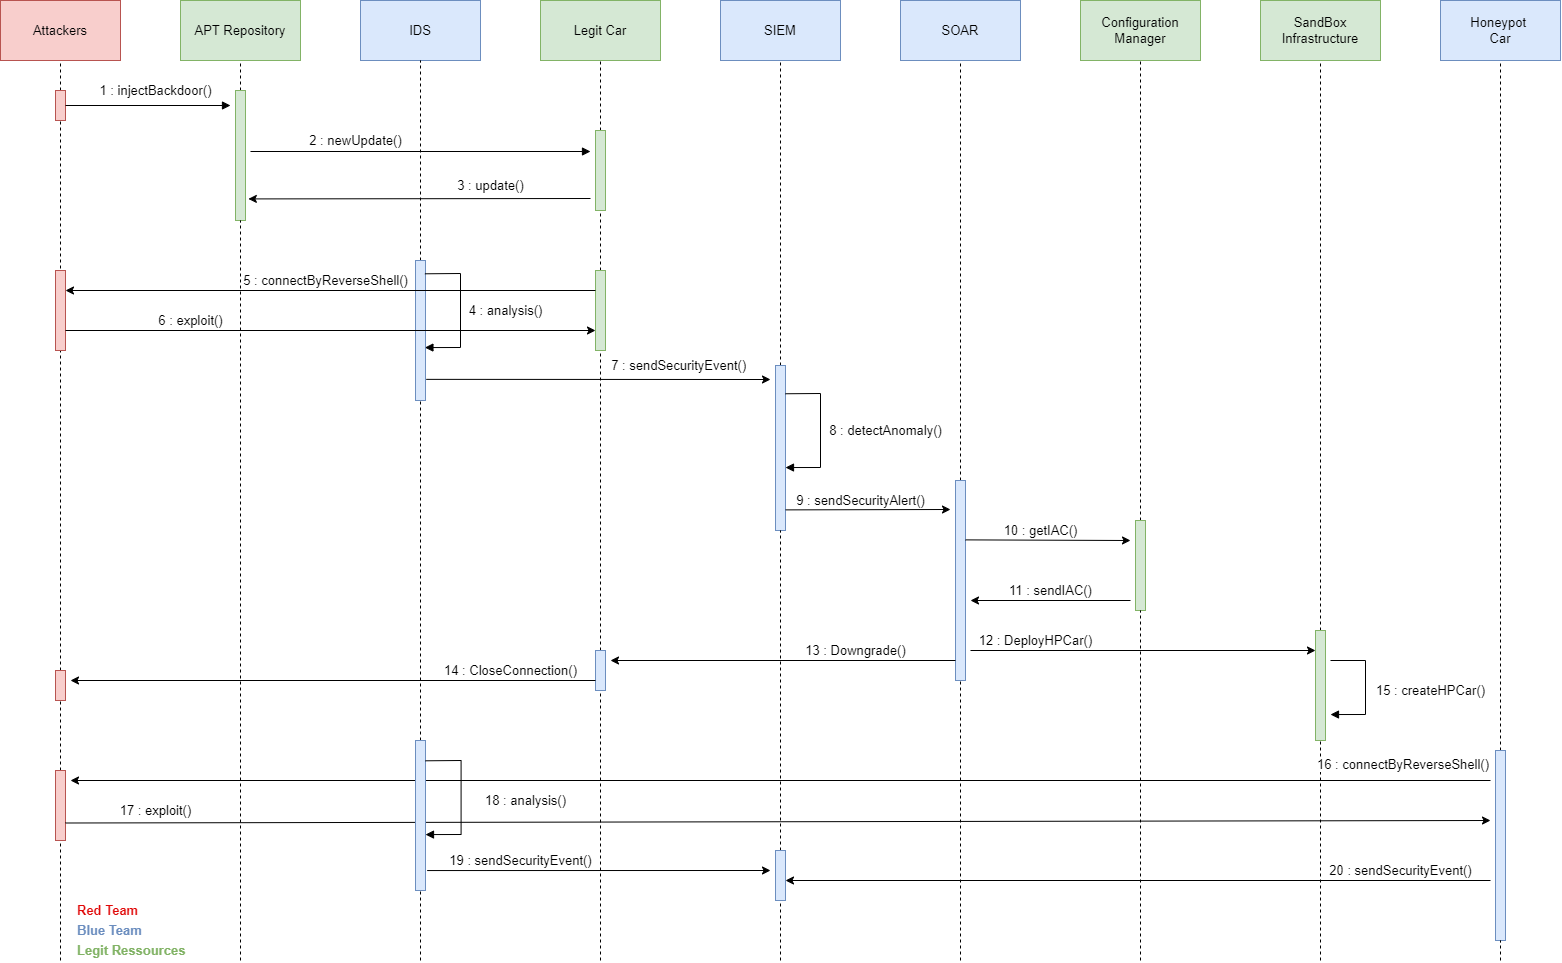 Attackers
APT Repository
IDS
Legit Car
SIEM
SOAR
Configuration
Manager
SandBox
Infrastructure
Honeypot
Car
1 : injectBackdoor()
2 : newUpdate()
3 : update()
5 : connectByReverseShell()
4 : analysis()
6 : exploit()
7 : sendSecurityEvent()
8 : detectAnomaly()
9 : sendSecurityAlert()
10 : getIAC()
11 : sendIAC()
12 : DeployHPCar()
13 : Downgrade()
14 : CloseConnection()
15 : createHPCar()
16 : connectByReverseShell()
18 : analysis()
17 : exploit()
19 : sendSecurityEvent()
20 : sendSecurityEvent()
Red Team
Blue Team
Legit Ressources